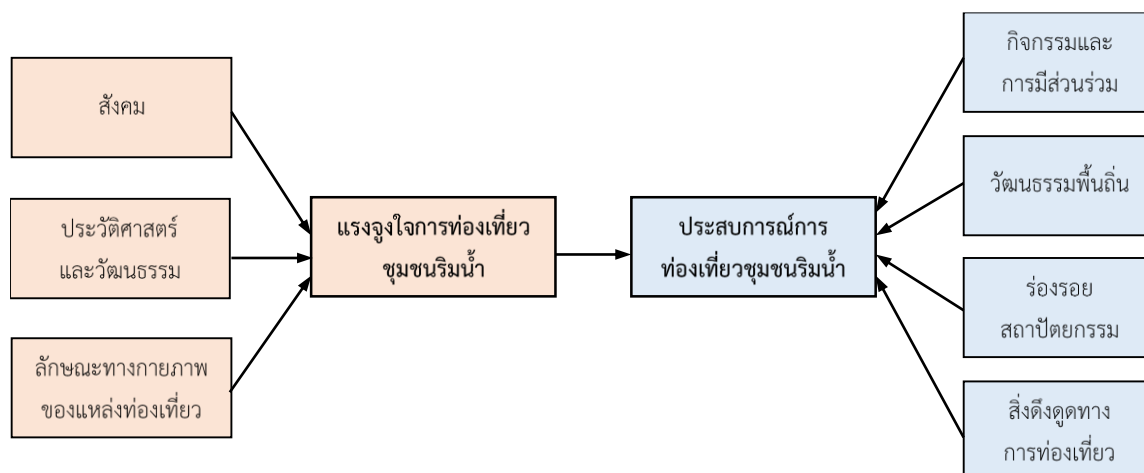 สังคม
ประวัติศาสตร์
และวัฒนธรรม
ลักษณะทางกายภาพ
ของแหล่งท่องเที่ยว
แรงจูงใจการท่องเที่ยว
ชุมชนริมน้ำ
ประสบการณ์การ
ท่องเที่ยวชุมชนริมน้ำ
กิจกรรมและ
การมีส่วนร่วม
วัฒนธรรมพื้นถิ่น
ร่องรอย
สถาปัตยกรรม
สิ่งดึงดูดทาง
การท่องเที่ยว